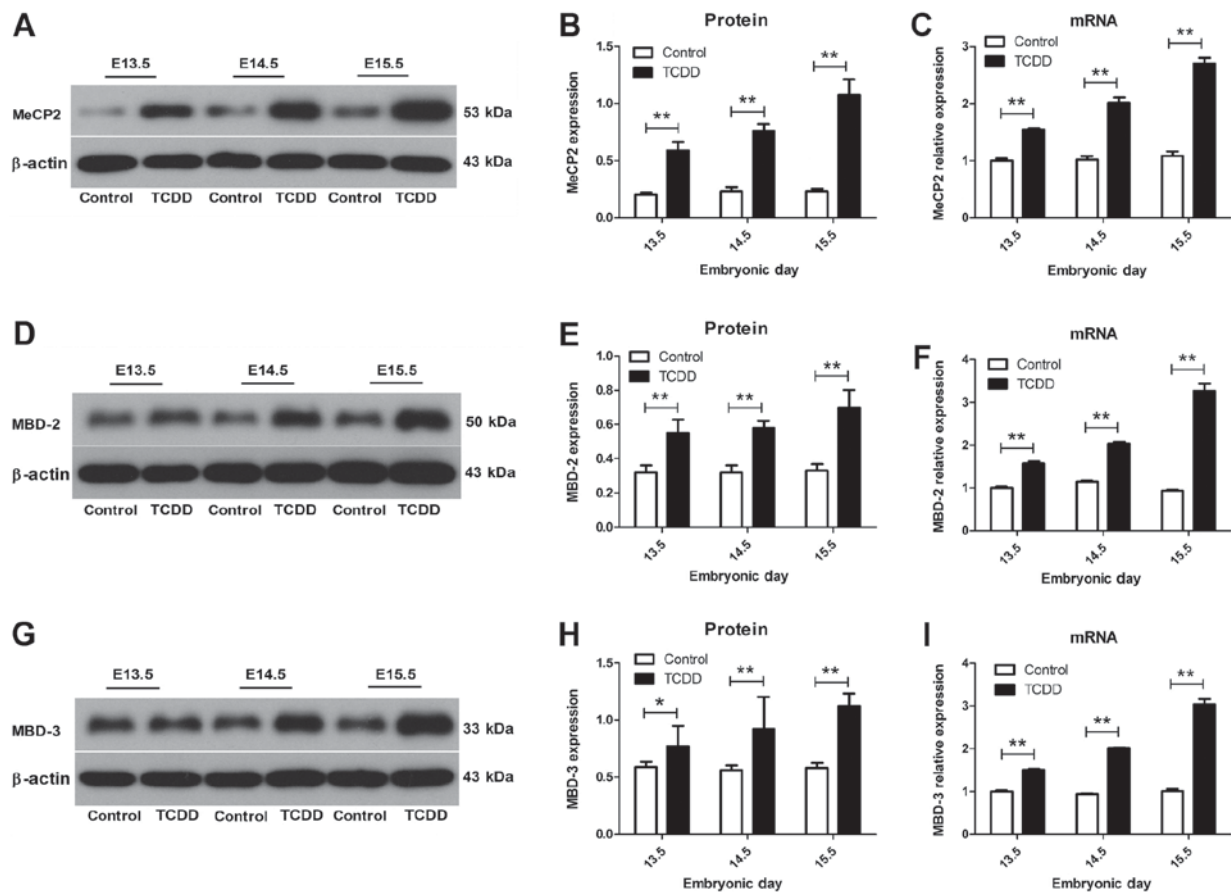 A
E13.5 E14.5 E15.5
MeCP2 53 kDa
β-actin 43 kDa
Control TCDD Control TCDD Control TCDD
B
Protein
Control
TCDD
**
**
**
MeCP2 expression
1.5
1.0
0.5
0.0
13.5 14.5 15.5
Embryonic day
C
mRNA
Control
TCDD
**
**
**
MeCP2 relative expression
3
2
1
0
13.5 14.5 15.5
Embryonic day
D
E13.5 E14.5 E15.5
MBD-2 50 kDa
β-actin 43 kDa
Control TCDD Control TCDD Control TCDD
E
Protein
Control
TCDD
**
**
**
MBD-2 expression
0.8
0.6
0.4
0.2
0.0
13.5 14.5 15.5
Embryonic day
F
mRNA
Control
TCDD
**
**
**
MBD-2 relative expression
4
3
2
1
0
13.5 14.5 15.5
Embryonic day
G
E13.5 E14.5 E15.5
MBD-3 33 kDa
β-actin 43 kDa
Control TCDD Control TCDD Control TCDD
H
Protein
Control
TCDD
*
**
**
MBD-3 expression
1.5
1.0
0.5
0.0
13.5 14.5 15.5
Embryonic day
I
mRNA
Control
TCDD
**
**
**
MBD-3 relative expression
4
3
2
1
0
13.5 14.5 15.5
Embryonic day